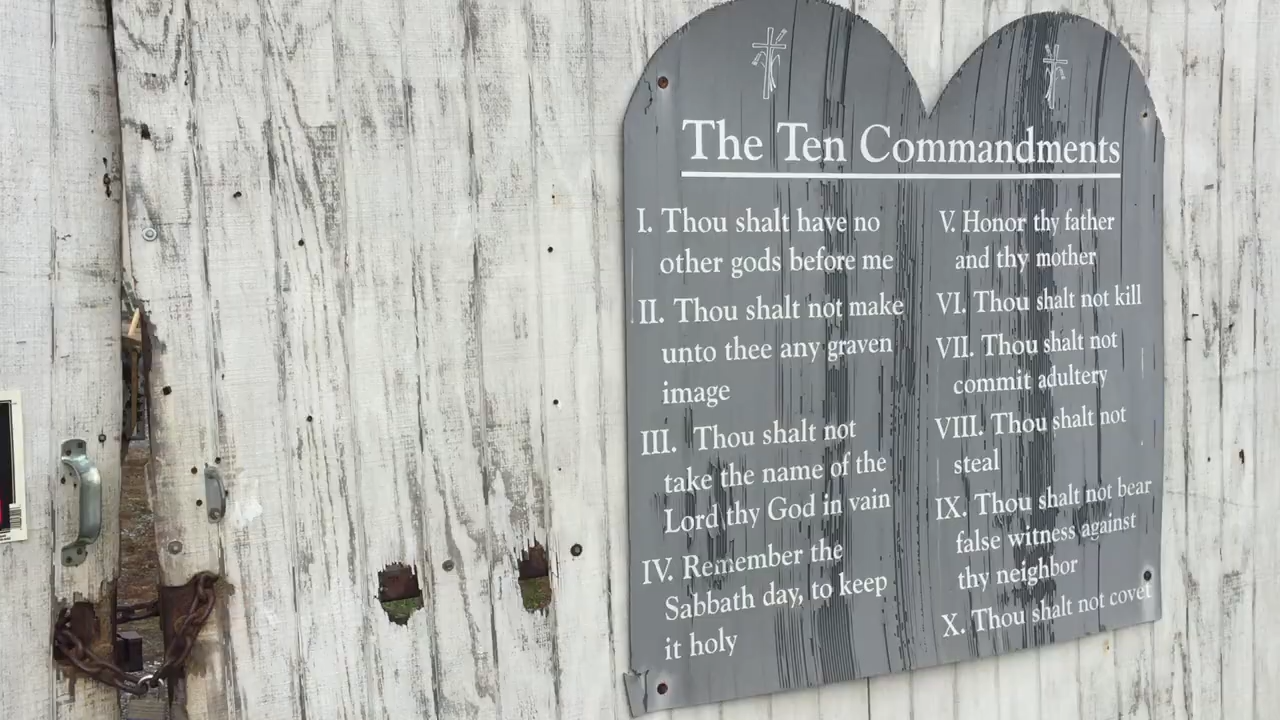 The Ten Commandments
I. Thou shalt have no
other gods before me
II. Thou shalt not make
unto thee any graven
image
III. Thou shalt not
take the name of the
Lord thy God in vain
IV. Remember the
Sabbath day, to keep
it holy
V. Honor thy father
and thy mother
VI. Thou shalt not kill
VII. Thou shalt not
commit adultery
VIII. Thou shalt not
steal
IX. Thou shalt not bear
false witness against
thy neighbor
X. Thou shalt not covet